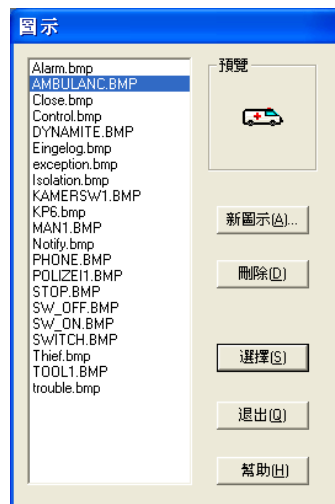 圖示
Alarm.bmp
AMBULANC.BMP
Close.bmp
Control.bmp
DYNAMITE.BMP
Eingelog.bmp
exception.bmp
Isolation.bmp
KAMERSW1.BMP
KP6.bmp
MAN1.BMP
Notify.bmp
PHONE.BMP
POLIZEI1.BMP
STOP.BMP
SW_OFF.BMP
SW_ON.BMP
SWITCH.BMP
Thief.bmp
TOOL1.BMP
trouble.bmp
預覽
新圖示(A)...
刪除(D)
選擇(S)
退出(Q)
幫助(H)